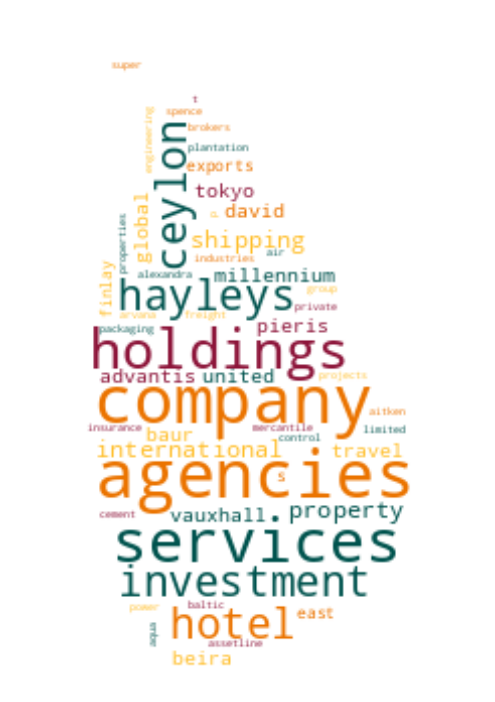 super
t
spence
engineering
brokers
ceylon
plantation
exports
tokyo
global
p
david
properties
shipping
air
industries
alexandra
millennium
finlay
hayleys
group
private
arvana
freight
packaging
pieris
holdings
advantis
united
projects
company
aitken
insurance
baur
mercantile
limited
control
international
travel
agencies
s
cement
vauxhall.
property
services
investment
power
baltic
hotel
east
aqua
assetline
beira